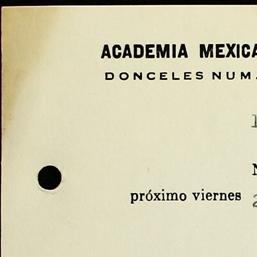 ACADEMIA MEXICA
DONCELES NUM.
próximo viernes